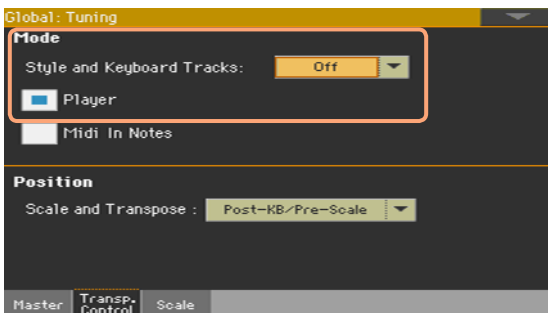 Global: Tuning
Mode
Style and Keyboard Tracks: Off
Player
Midi In Notes
Position
Scale and Transpose : Post-KB/Pre-Scale
Master Transp. Control Scale